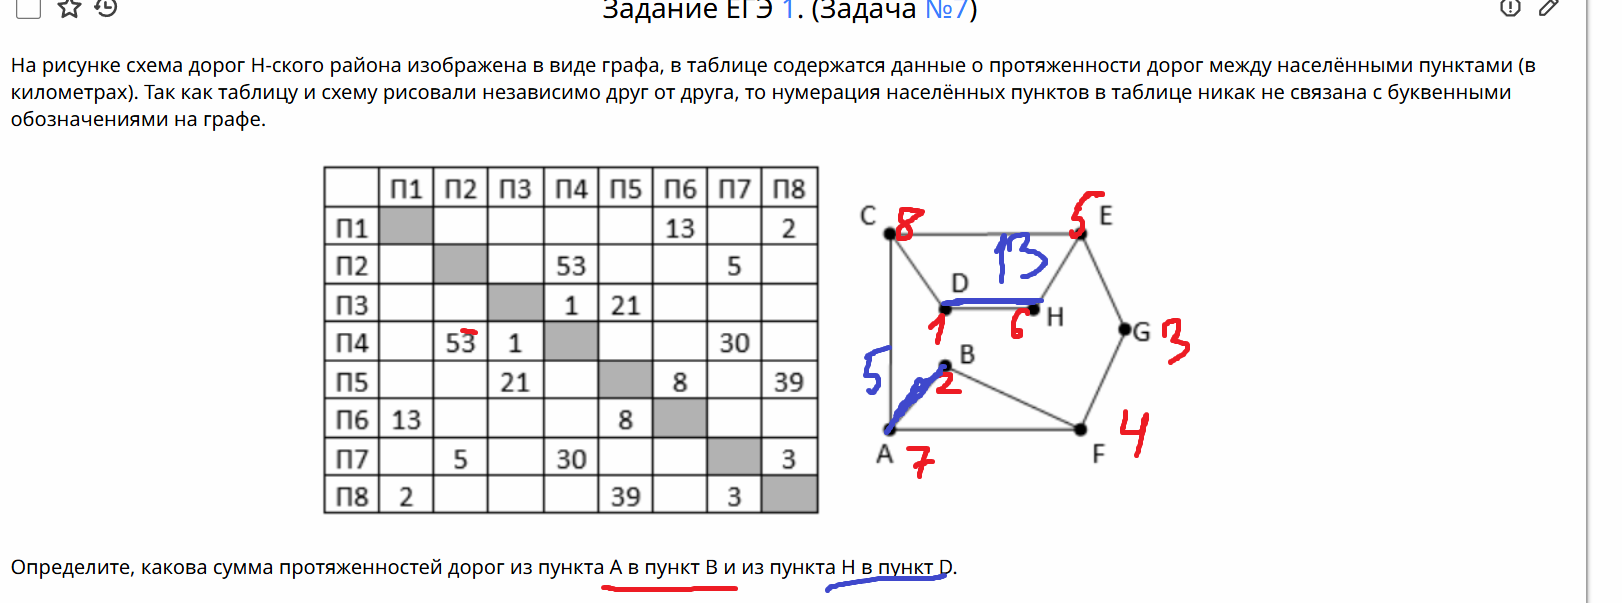 Задание ЕГЭ 1. (Задача №7)
На рисунке схема дорог Н-ского района изображена в виде графа, в таблице содержатся данные о протяженности дорог между населёнными пунктами (в
километрах). Так как таблицу и схему рисовали независимо друг от друга, то нумерация населённых пунктов в таблице никак не связана с буквенными
обозначениями на графе.
П1 П2 П3 П4 П5 П6 П7 П8
П1 13 2
П2 53 5
П3 1 21
П4 53 1 30
П5 21 8 39
П6 13 8
П7 5 30 3
П8 2 39 3
C 8 5 E
13
D
1 6 H
G 3
B
5 2
4
A 7 F
Определите, какова сумма протяженностей дорог из пункта A в пункт B и из пункта H в пункт D.